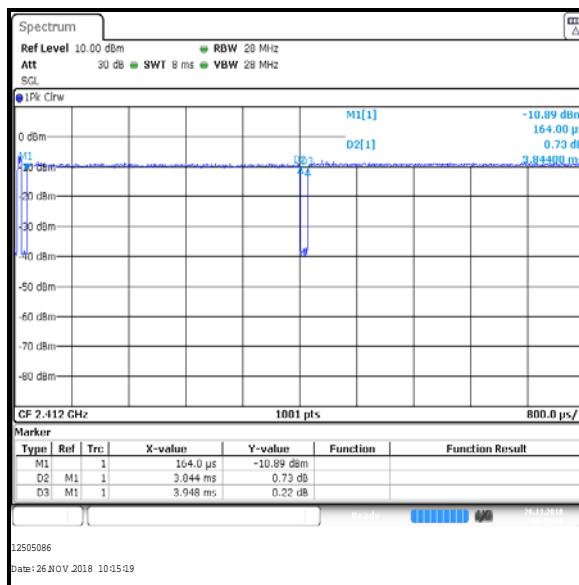 Spectrum
Ref Level 10.00 dBm RBW 28 MHz
Att 30 dB SWT 8 ms VBW 28 MHz
SGL
1Pk Clrw
M1[1] -10.89 dBm
164.00 µs
D2[1] 0.73 dB
3.84400 ms
0 dBm
M1
-10 dBm
-20 dBm
-30 dBm
-40 dBm
-50 dBm
-60 dBm
-70 dBm
-80 dBm
CF 2.412 GHz 1001 pts 800.0 µs/
Marker
Type Ref Trc X-value Y-value Function Function Result
M1 1 164.0 µs -10.89 dBm
D2 M1 1 3.844 ms 0.73 dB
D3 M1 1 3.948 ms 0.22 dB
12505086
Date: 26.NOV.2018 10:15:19